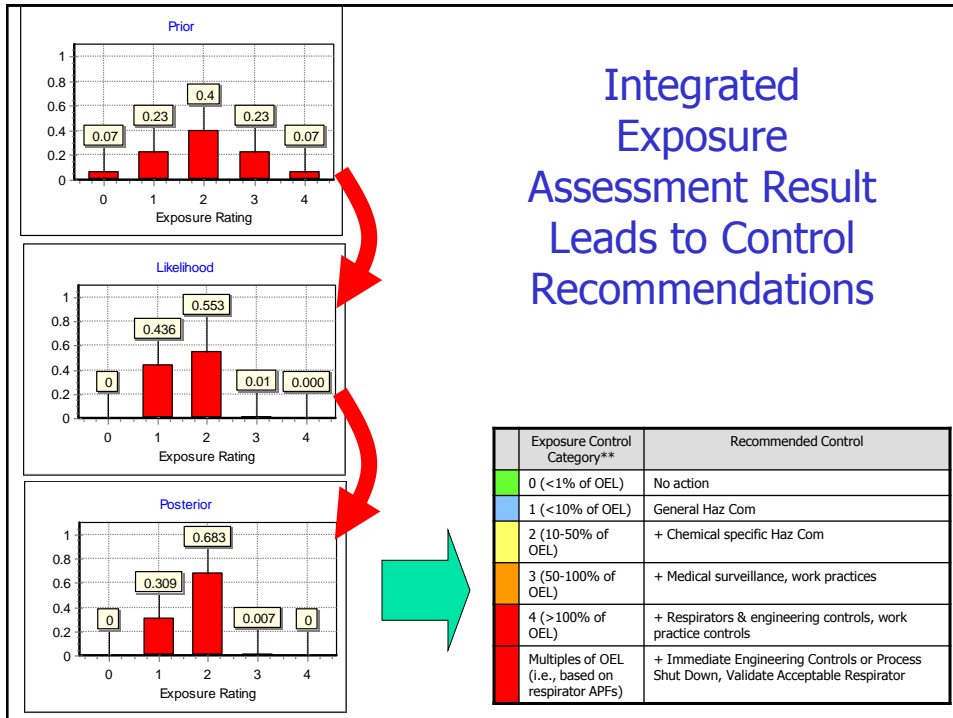 Prior
1
0.8
0.6
0.4
0.2
0
0.07
0.23
0.4
0.23
0.07
0 1 2 3 4
Exposure Rating
Likelihood
1
0.8
0.6
0.4
0.2
0
0
0.436
0.553
0.01
0.000
0 1 2 3 4
Exposure Rating
Posterior
1
0.8
0.6
0.4
0.2
0
0
0.309
0.683
0.007
0
0 1 2 3 4
Exposure Rating
Integrated
Exposure
Assessment Result
Leads to Control
Recommendations
Exposure Control
Category**
Recommended Control
0 (<1% of OEL)
No action
1 (<10% of OEL)
General Haz Com
2 (10-50% of
OEL)
+ Chemical specific Haz Com
3 (50-100% of
OEL)
+ Medical surveillance, work practices
4 (>100% of
OEL)
+ Respirators & engineering controls, work
practice controls
Multiples of OEL
(i.e., based on
respirator APFs)
+ Immediate Engineering Controls or Process
Shut Down, Validate Acceptable Respirator